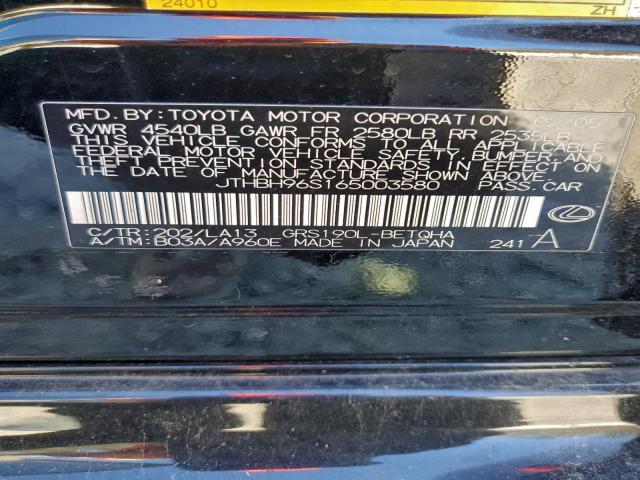 24010 ZH
MFD. BY: TOYOTA MOTOR CORPORATION
GVWR 4540LB GAWR FR 2580LB RR 2535LB
THIS VEHICLE CONFORMS TO ALL APPLICABLE
FEDERAL MOTOR VEHICLE SAFETY, BUMPER, AND
THEFT PREVENTION STANDARDS IN EFFECT ON
THE DATE OF MANUFACTURE SHOWN ABOVE.
JTHBH96S165003580 PASS.CAR
C/TR:202/LA13 GRS190L-BETQHA
A/TM:B03A/A960E MADE IN JAPAN 241 A